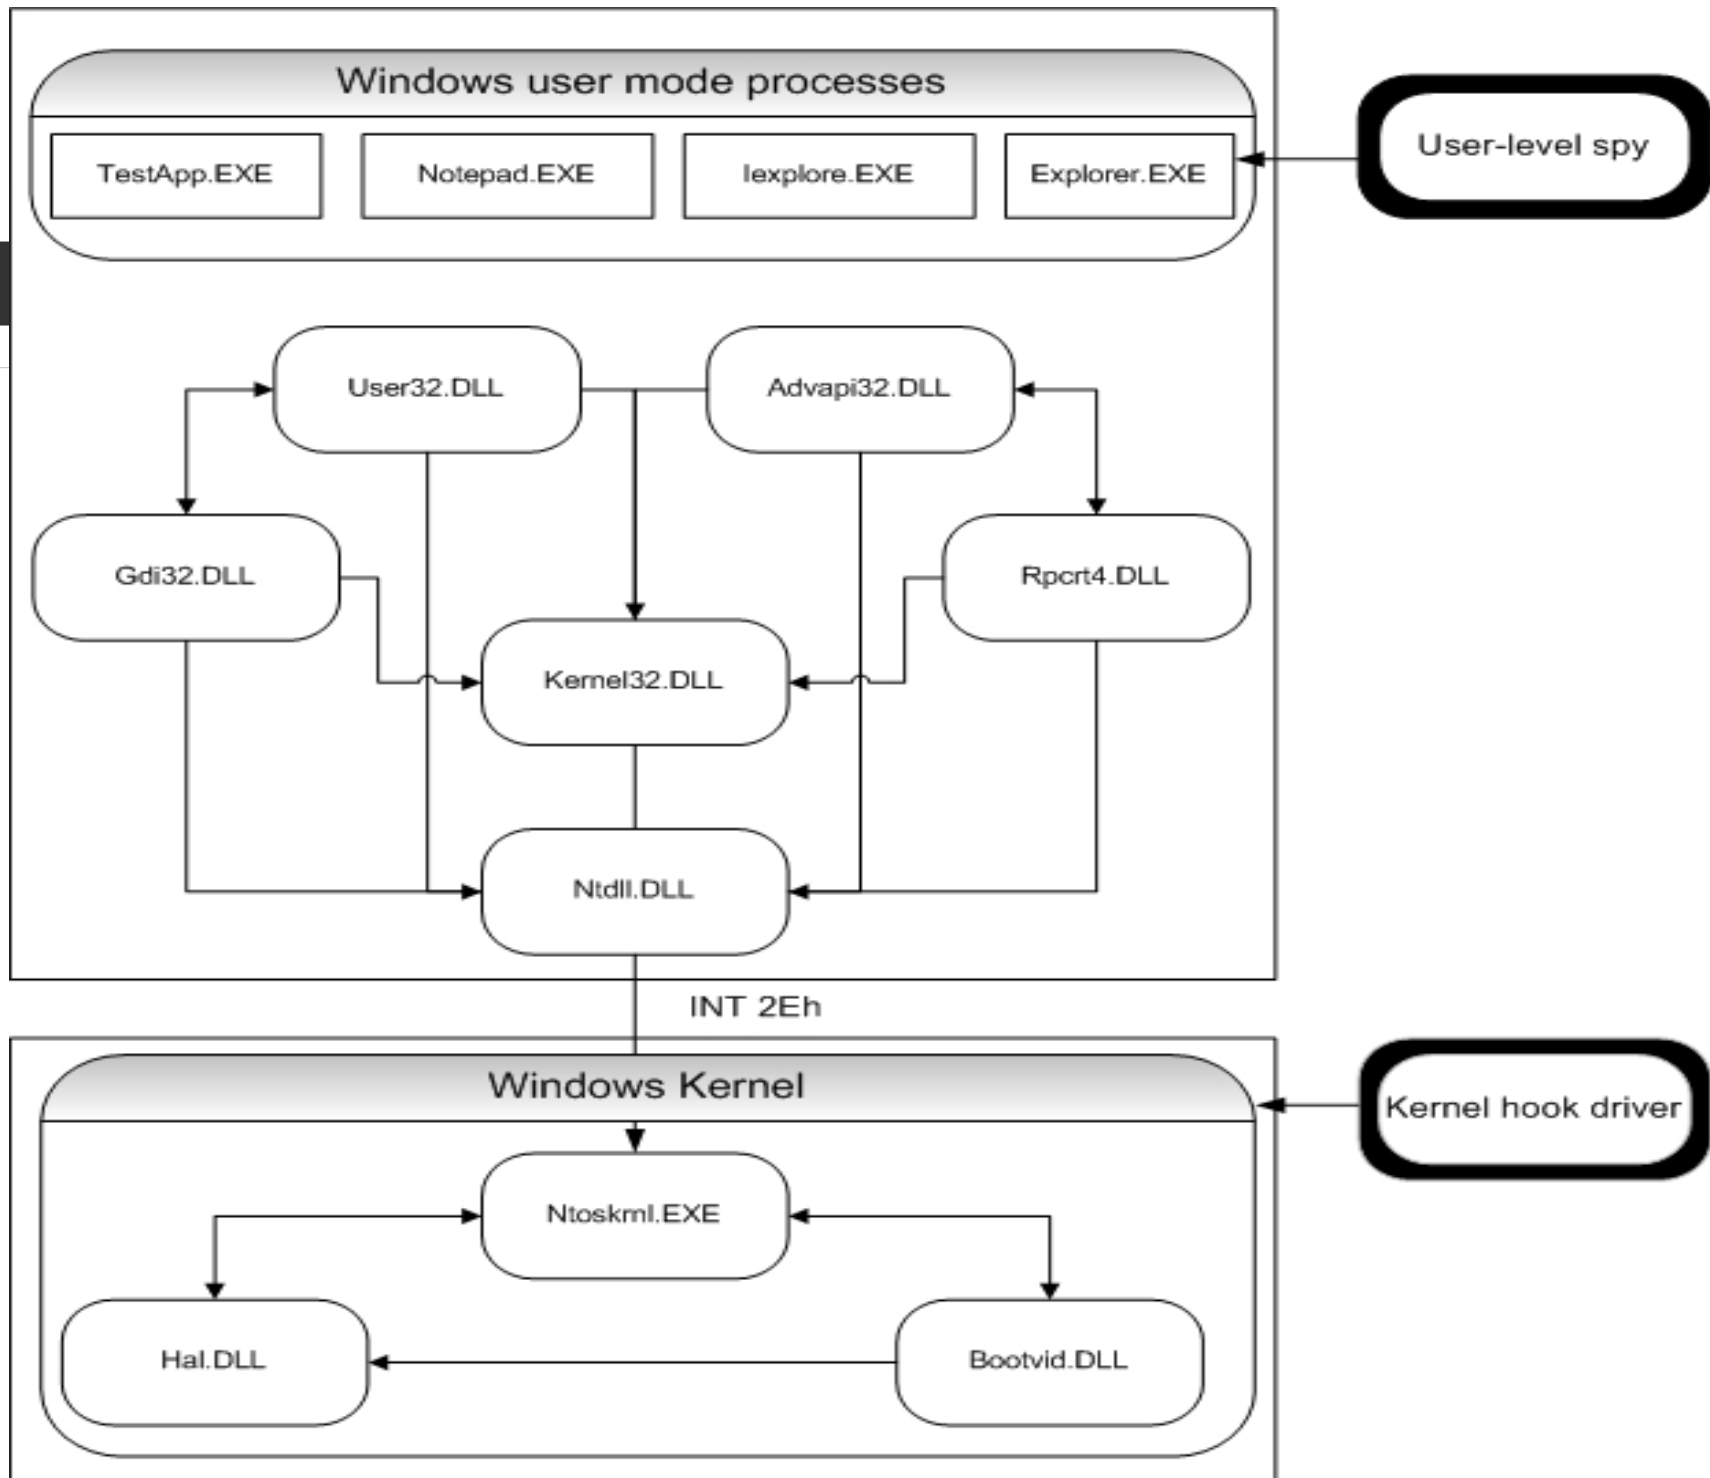 Windows user mode processes
TestApp.EXE
Notepad.EXE
Iexplore.EXE
Explorer.EXE
User-level spy
User32.DLL
Advapi32.DLL
Gdi32.DLL
Rpcrt4.DLL
Kernel32.DLL
Ntdll.DLL
INT 2Eh
Windows Kernel
Kernel hook driver
Ntoskrnl.EXE
Hal.DLL
Bootvid.DLL